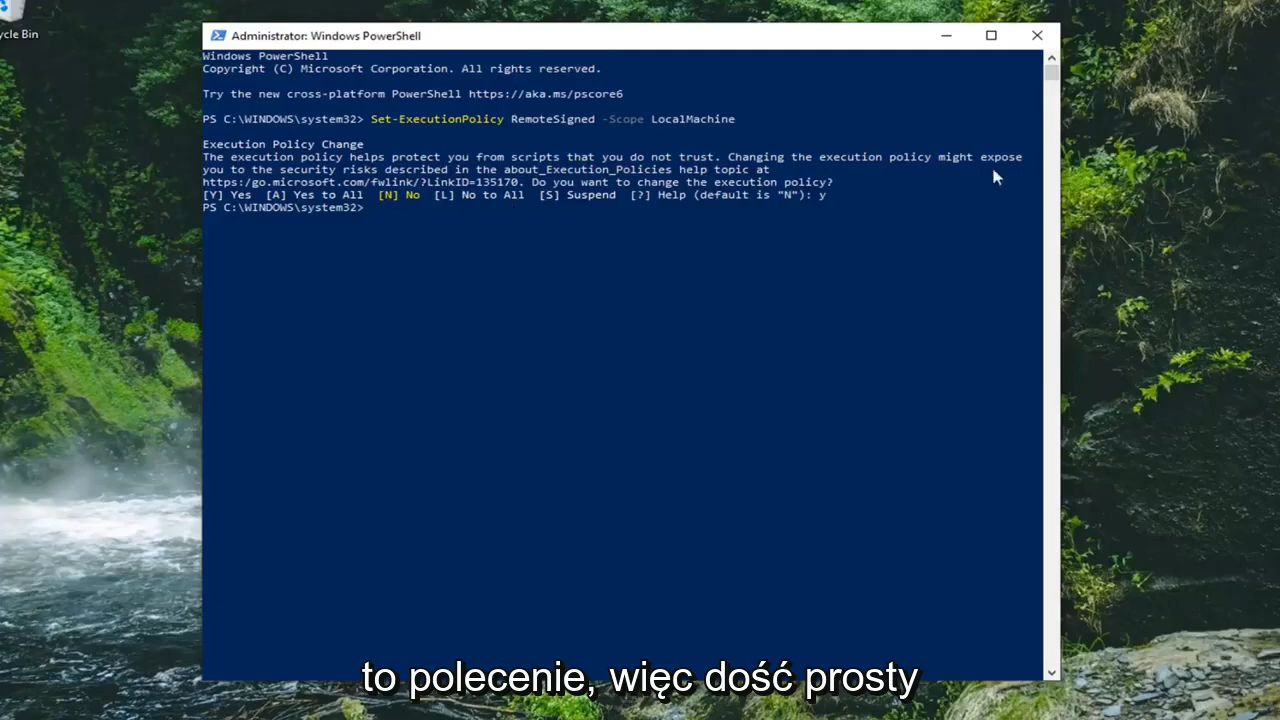 ycle Bin
Administrator: Windows PowerShell
Windows PowerShell
Copyright (C) Microsoft Corporation. All rights reserved.
Try the new cross-platform PowerShell https://aka.ms/pscore6
PS C:\WINDOWS\system32> Set-ExecutionPolicy RemoteSigned -Scope LocalMachine
Execution Policy Change
The execution policy helps protect you from scripts that you do not trust. Changing the execution policy might expose
you to the security risks described in the about_Execution_Policies help topic at
https:/go.microsoft.com/fwlink/?LinkID=135170. Do you want to change the execution policy?
[Y] Yes  [A] Yes to All  [N] No  [L] No to All  [S] Suspend  [?] Help (default is "N"): y
PS C:\WINDOWS\system32>
to polecenie, więc dość prosty